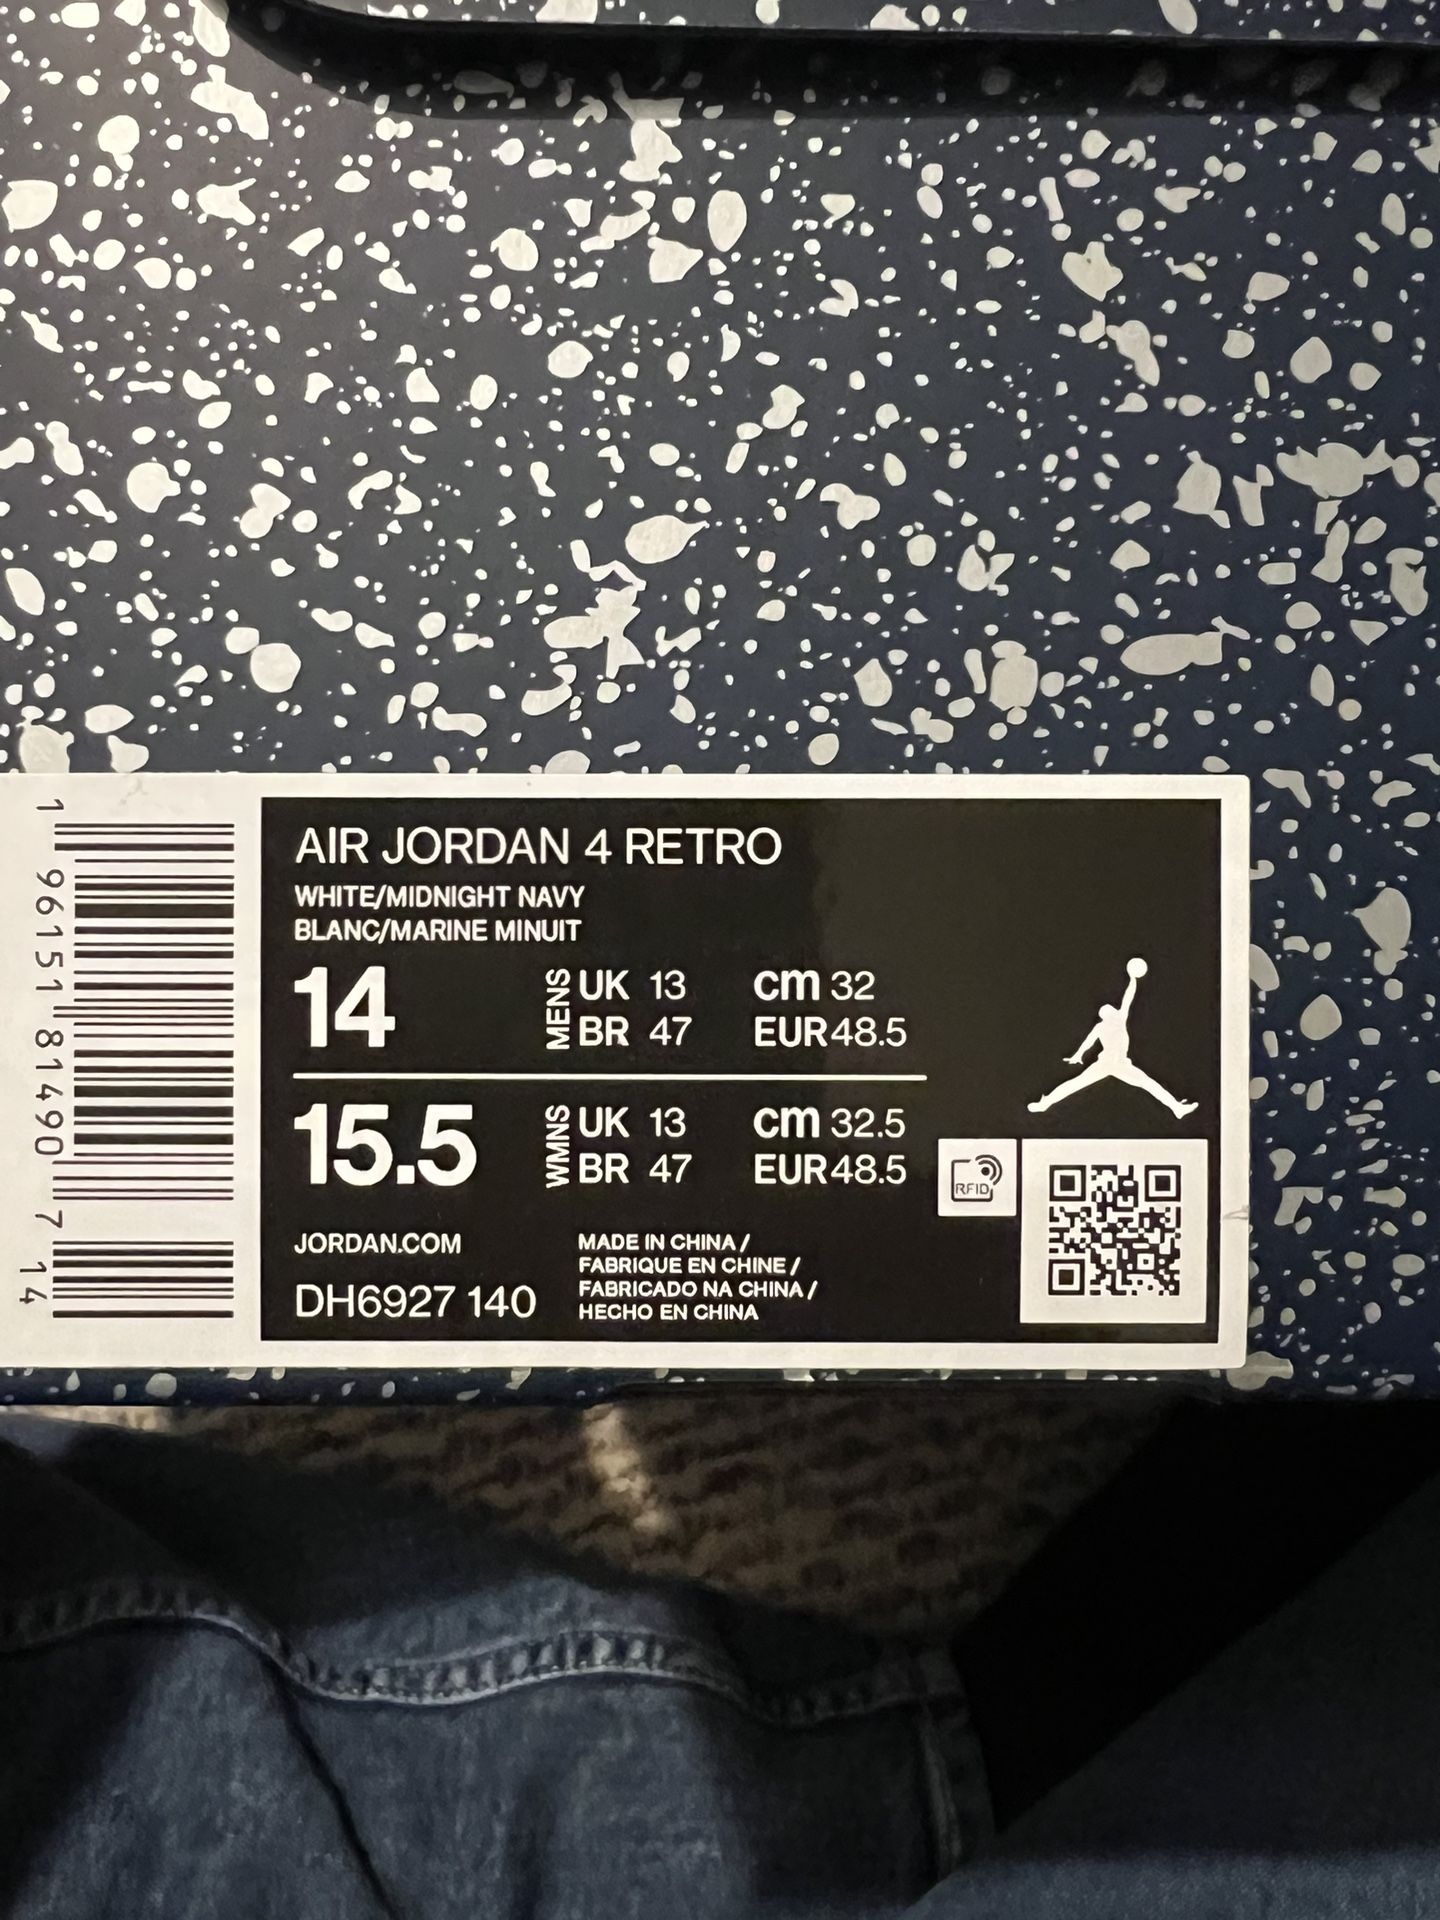 1 96151 81490 7 14
AIR JORDAN 4 RETRO
WHITE/MIDNIGHT NAVY
BLANC/MARINE MINUIT
14 MENS UK 13 cm 32
BR 47 EUR 48.5
15.5 WMNS UK 13 cm 32.5
BR 47 EUR 48.5
RFID
JORDAN.COM
DH6927 140
MADE IN CHINA /
FABRIQUE EN CHINE /
FABRICADO NA CHINA /
HECHO EN CHINA